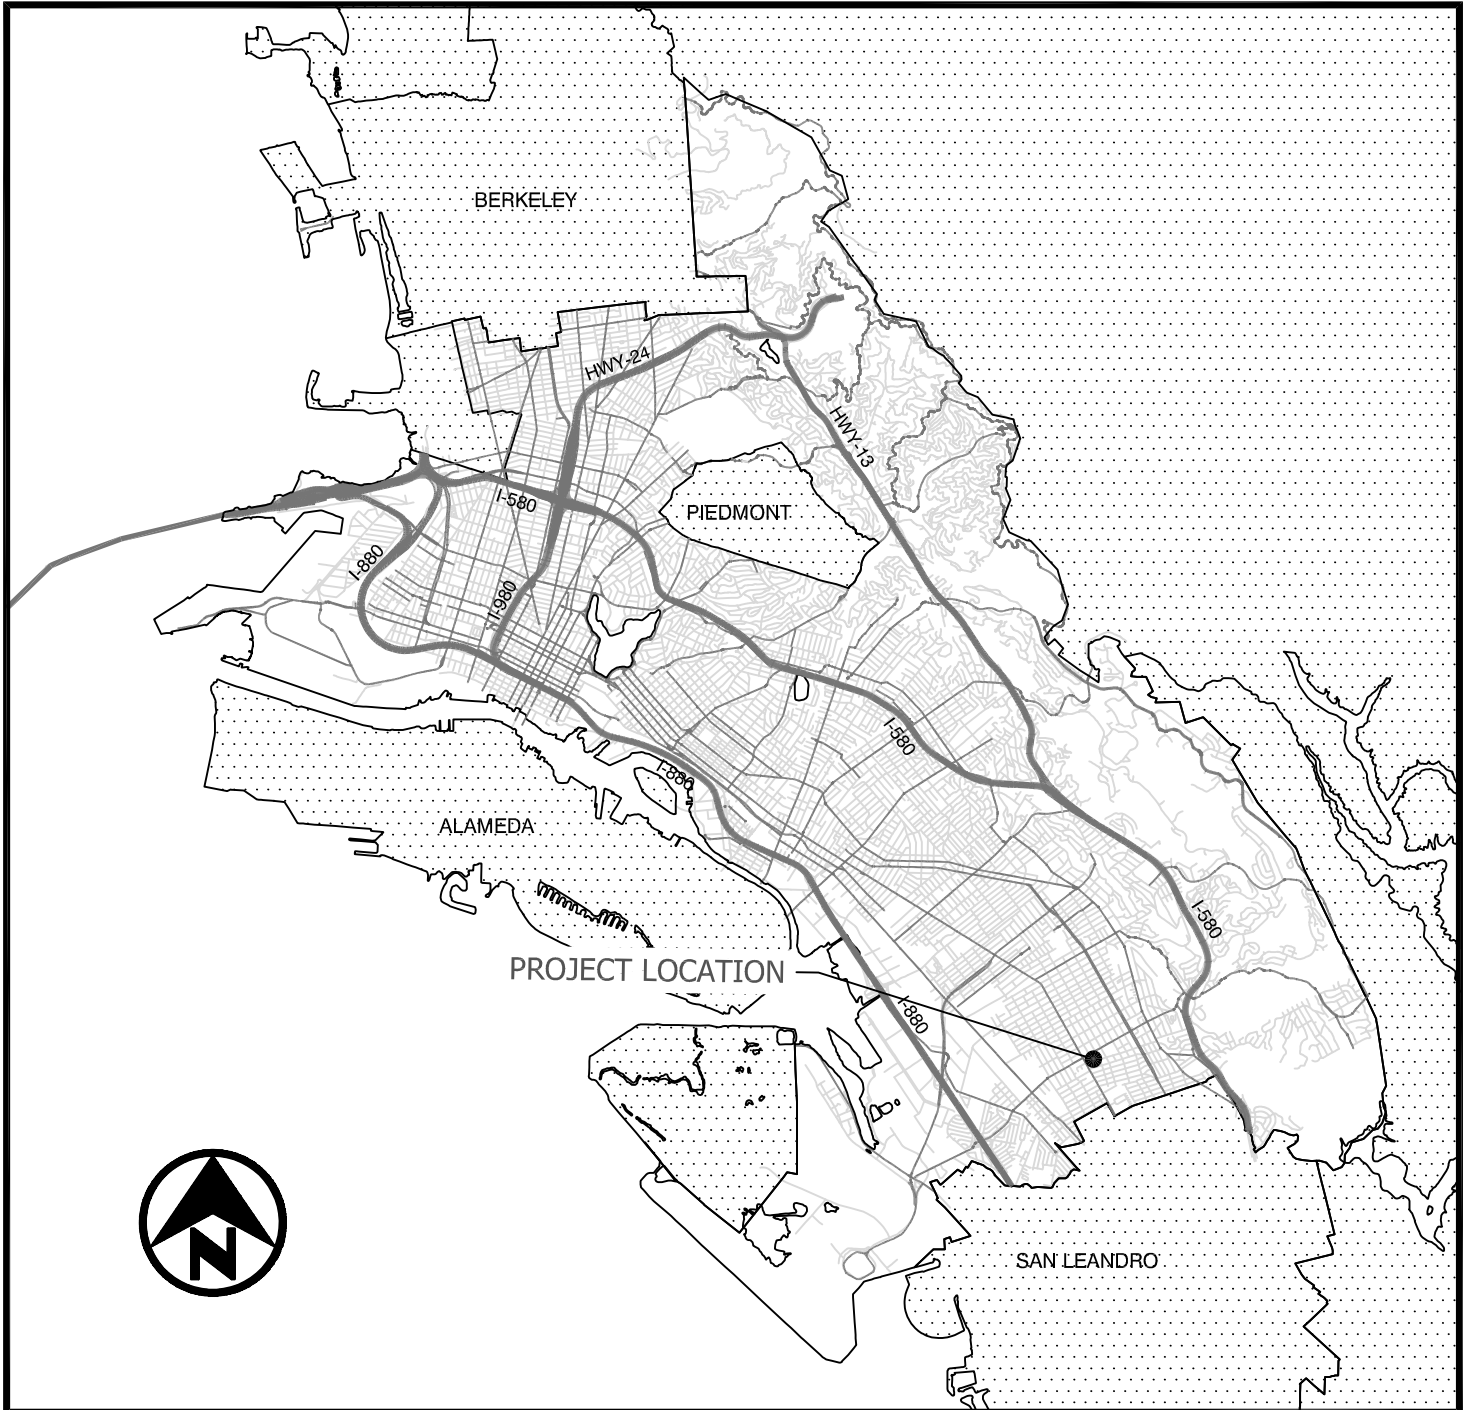 BERKELEY
HWY-24
HWY-13
I-580
PIEDMONT
I-880
I-980
I-580
I-880
ALAMEDA
I-580
PROJECT LOCATION
I-880
N
SAN LEANDRO